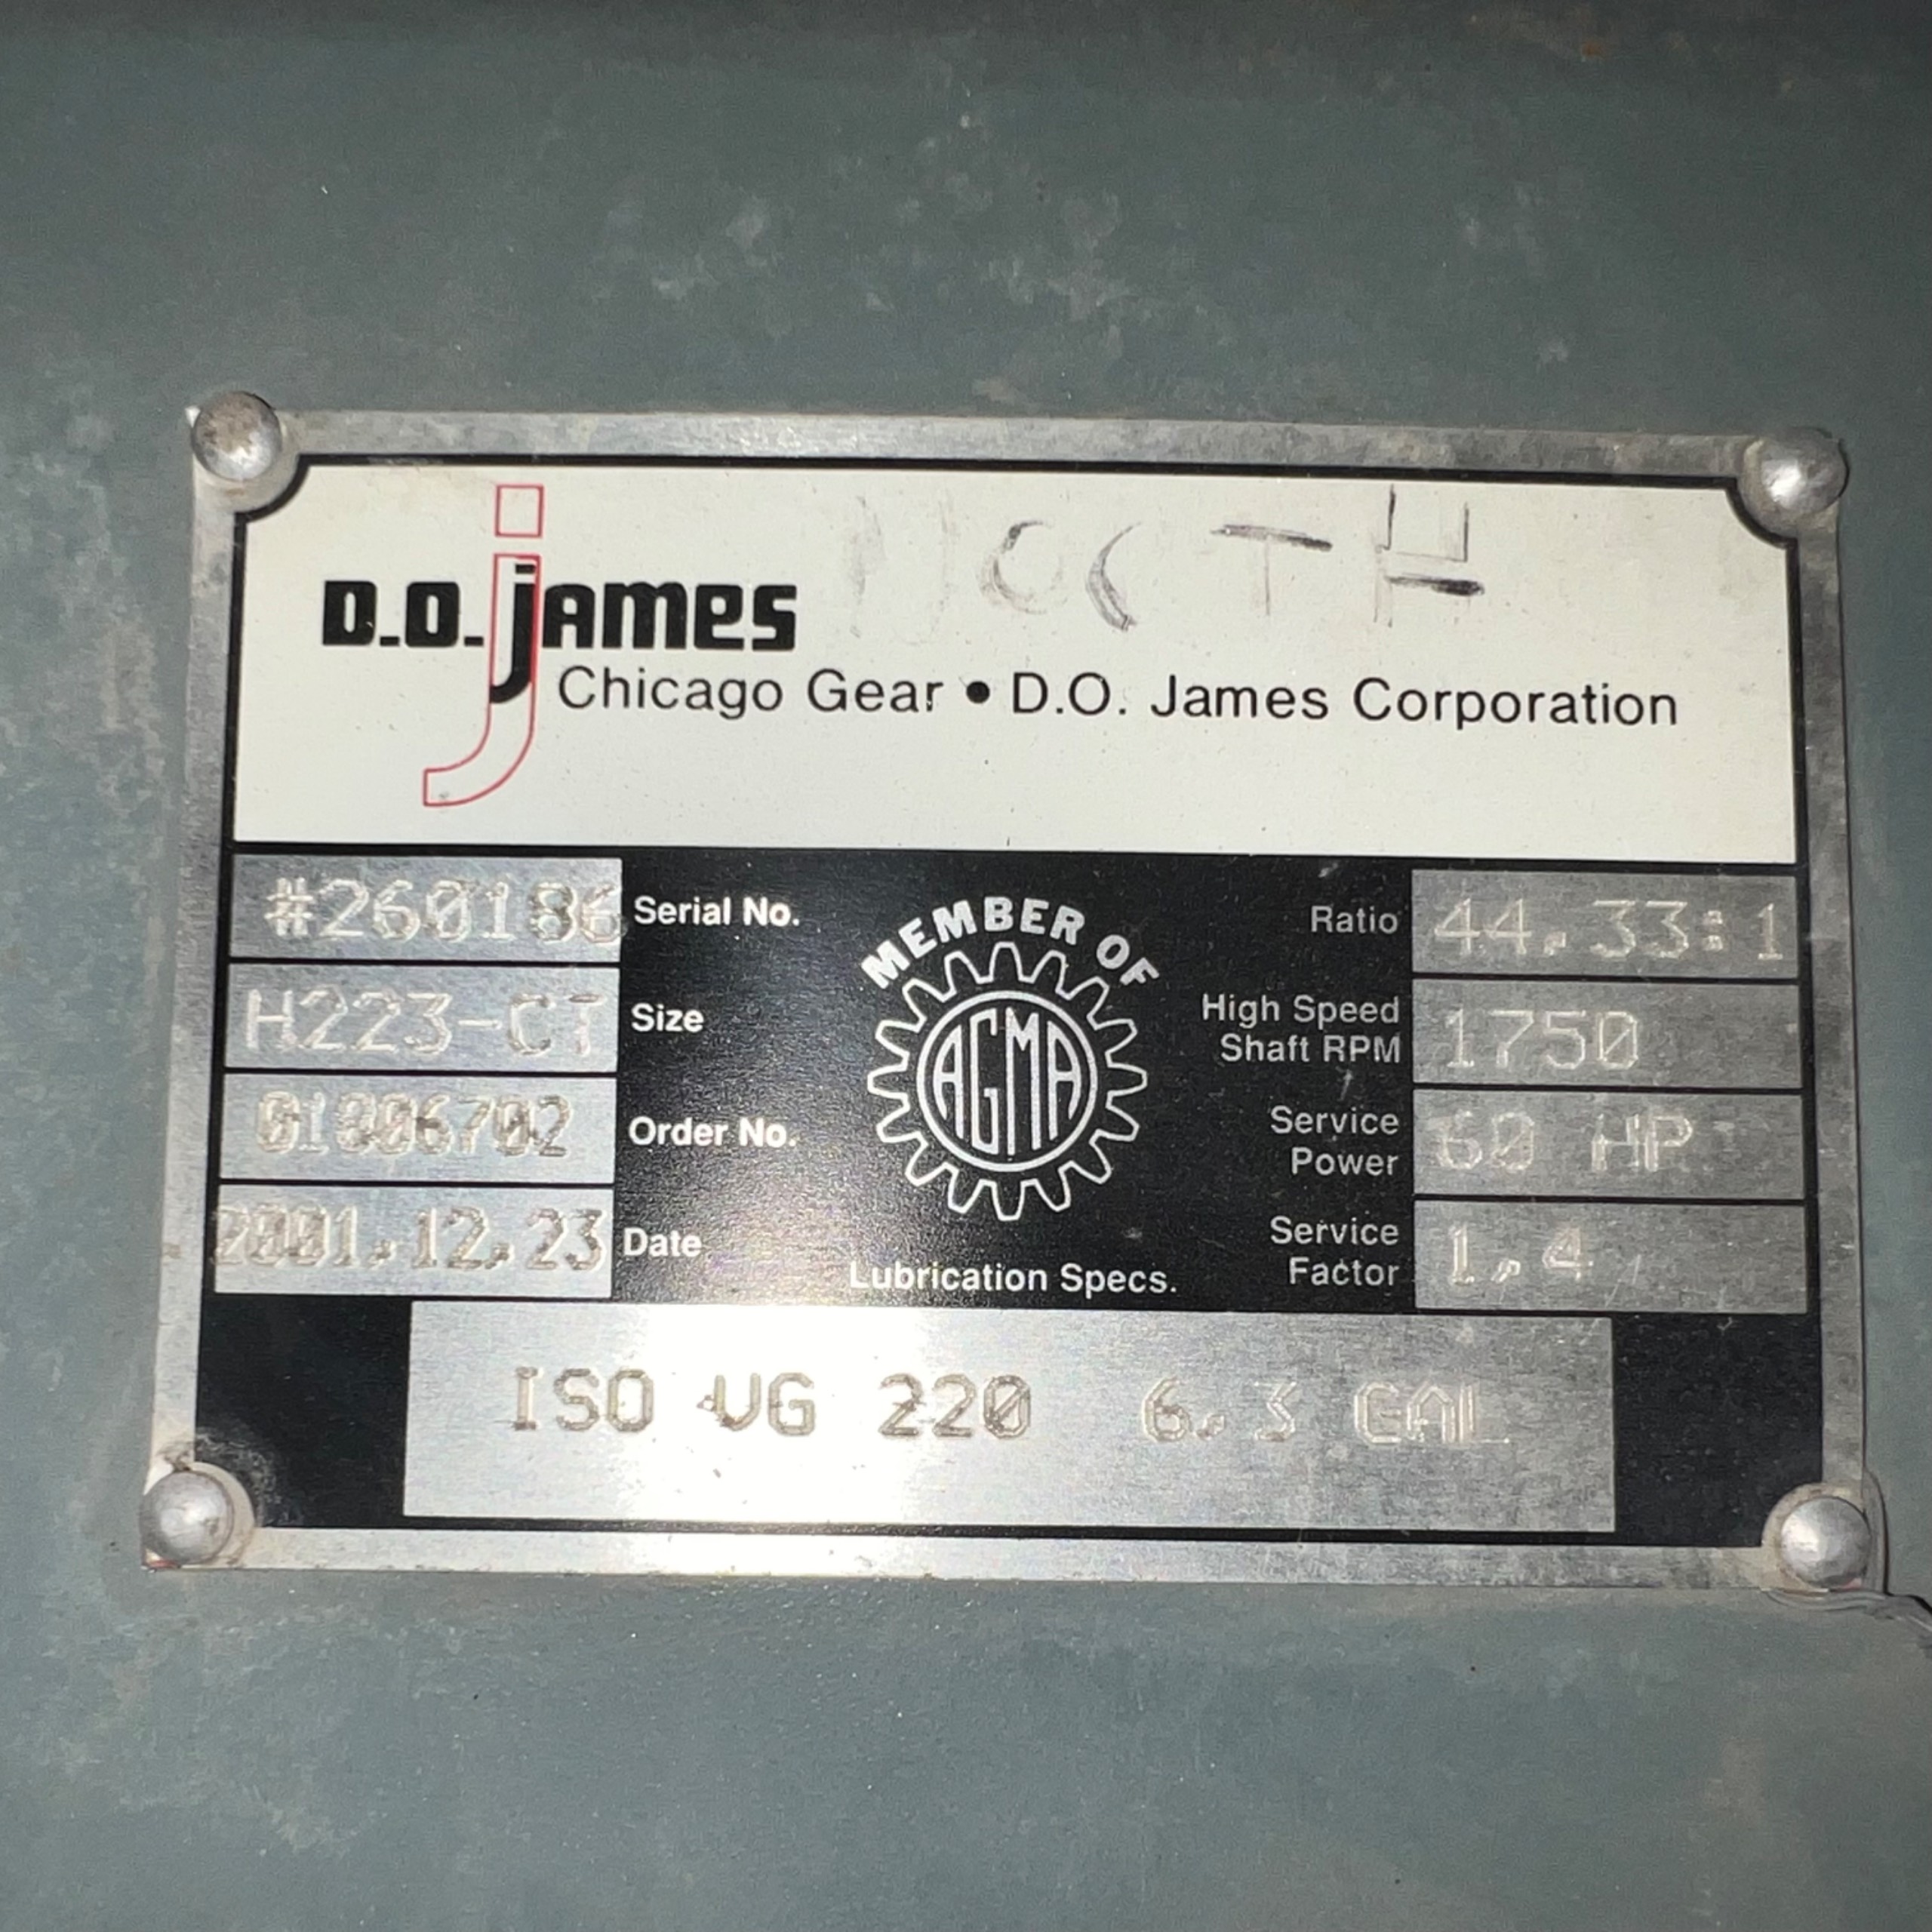 NORTH
D.O. James
Chicago Gear • D.O. James Corporation
#260186 Serial No.
H223-CT Size
01006702 Order No.
2001.12.23 Date
MEMBER OF
AGMA
Ratio 44.33:1
High Speed
Shaft RPM 1750
Service
Power 60 HP
Service
Factor 1.4
Lubrication Specs.
ISO VG 220 6.3 GAL